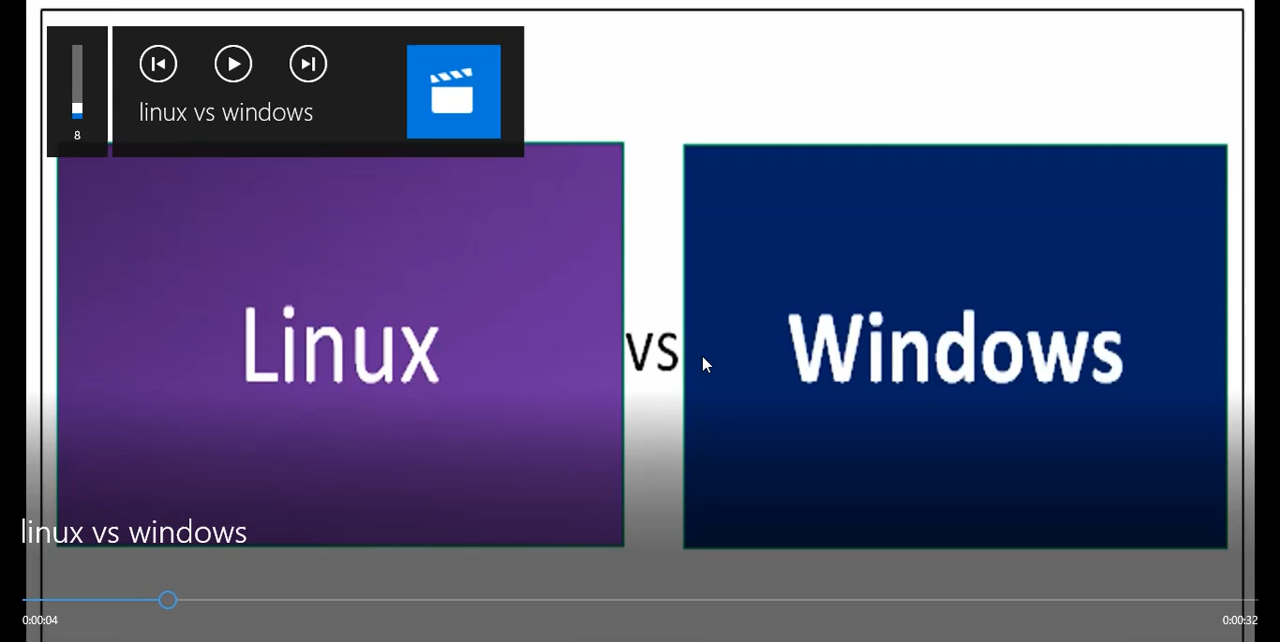 8
linux vs windows
Linux
vs
Windows
linux vs windows
0:00:04
0:00:32